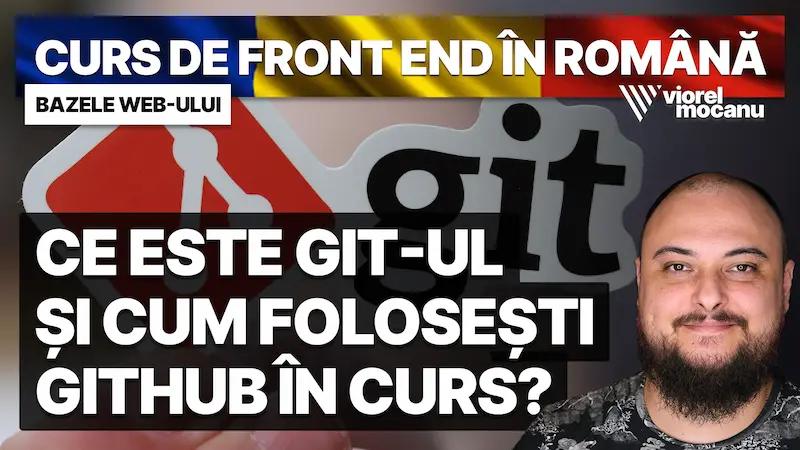 CURS DE FRONT END ÎN ROMÂNĂ
BAZELE WEB-ULUI
viorel
mocanu
git
CE ESTE GIT-UL
ȘI CUM FOLOSEȘTI
GITHUB ÎN CURS?